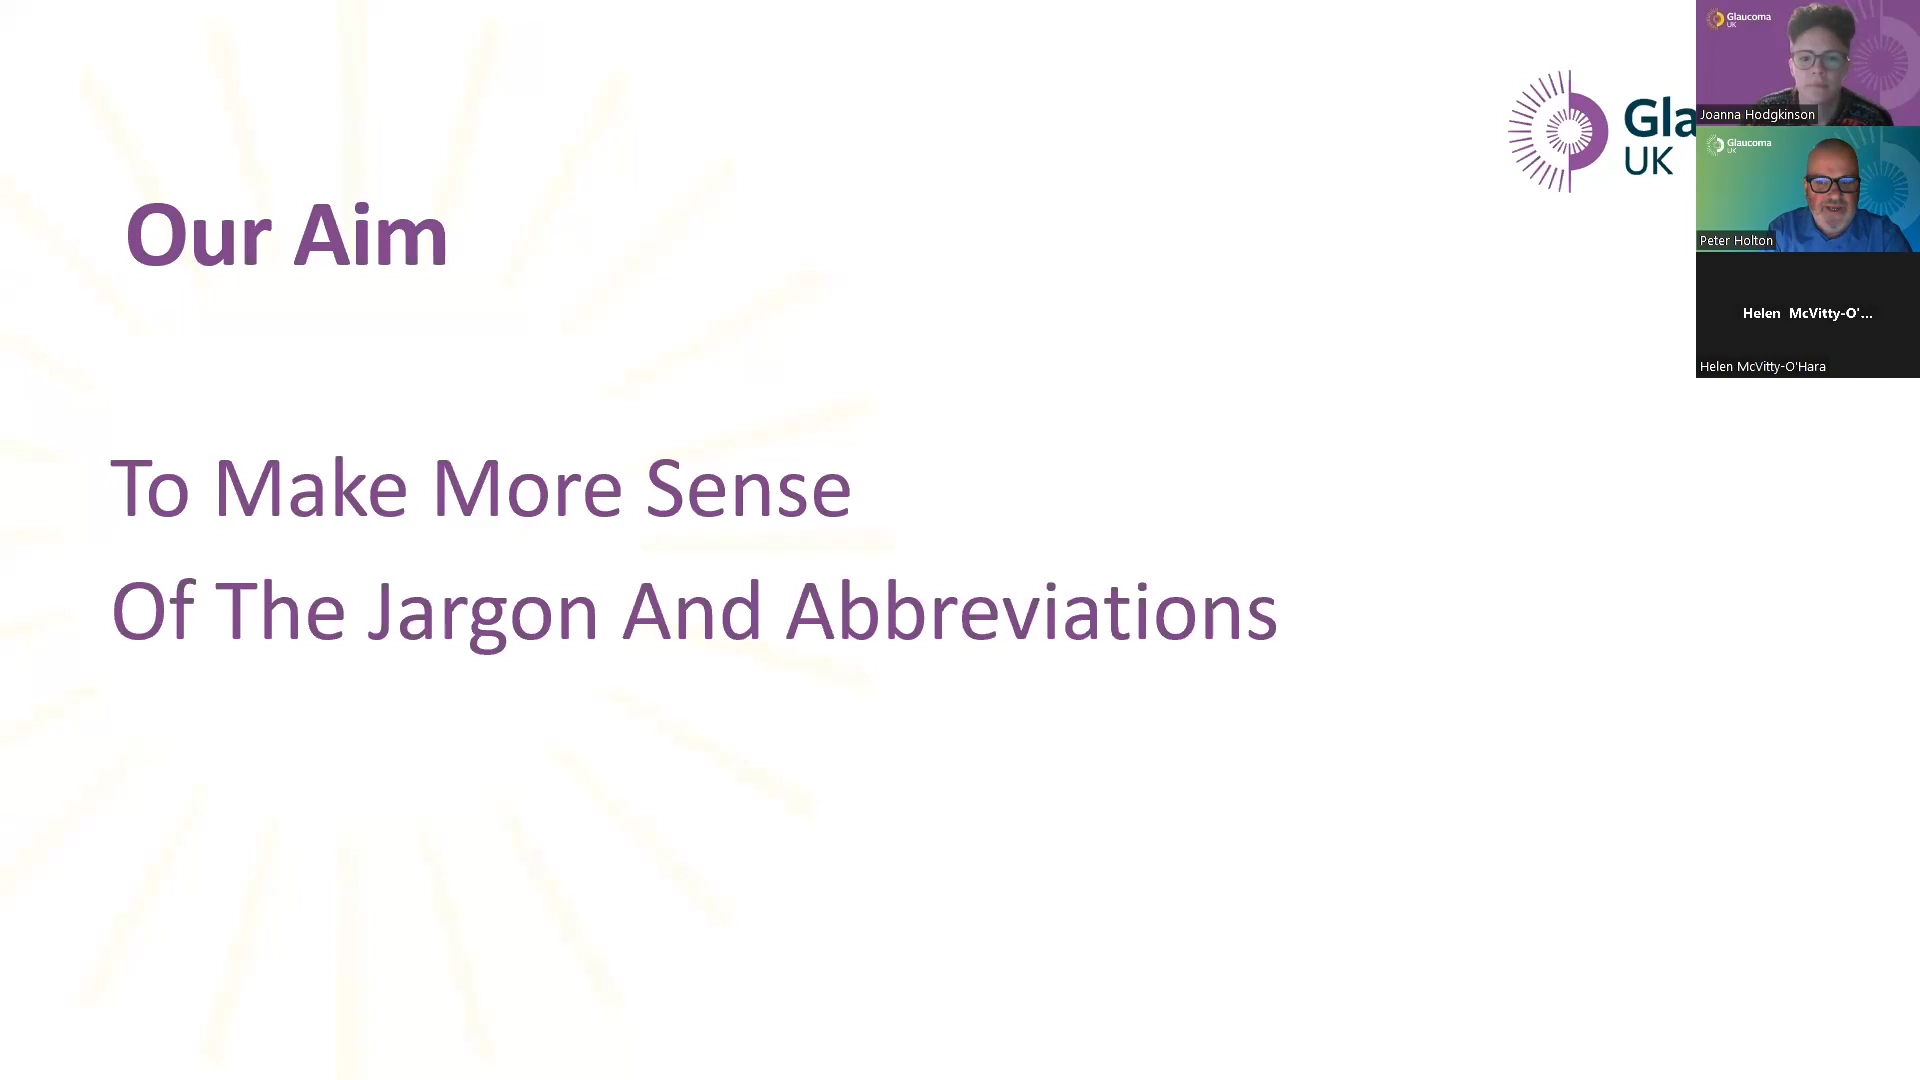 Our Aim
To Make More Sense
Of The Jargon And Abbreviations
Gla
UK
Glaucoma
UK
Joanna Hodgkinson
Glaucoma
UK
Peter Holton
Helen McVitty-O'...
Helen McVitty-O'Hara